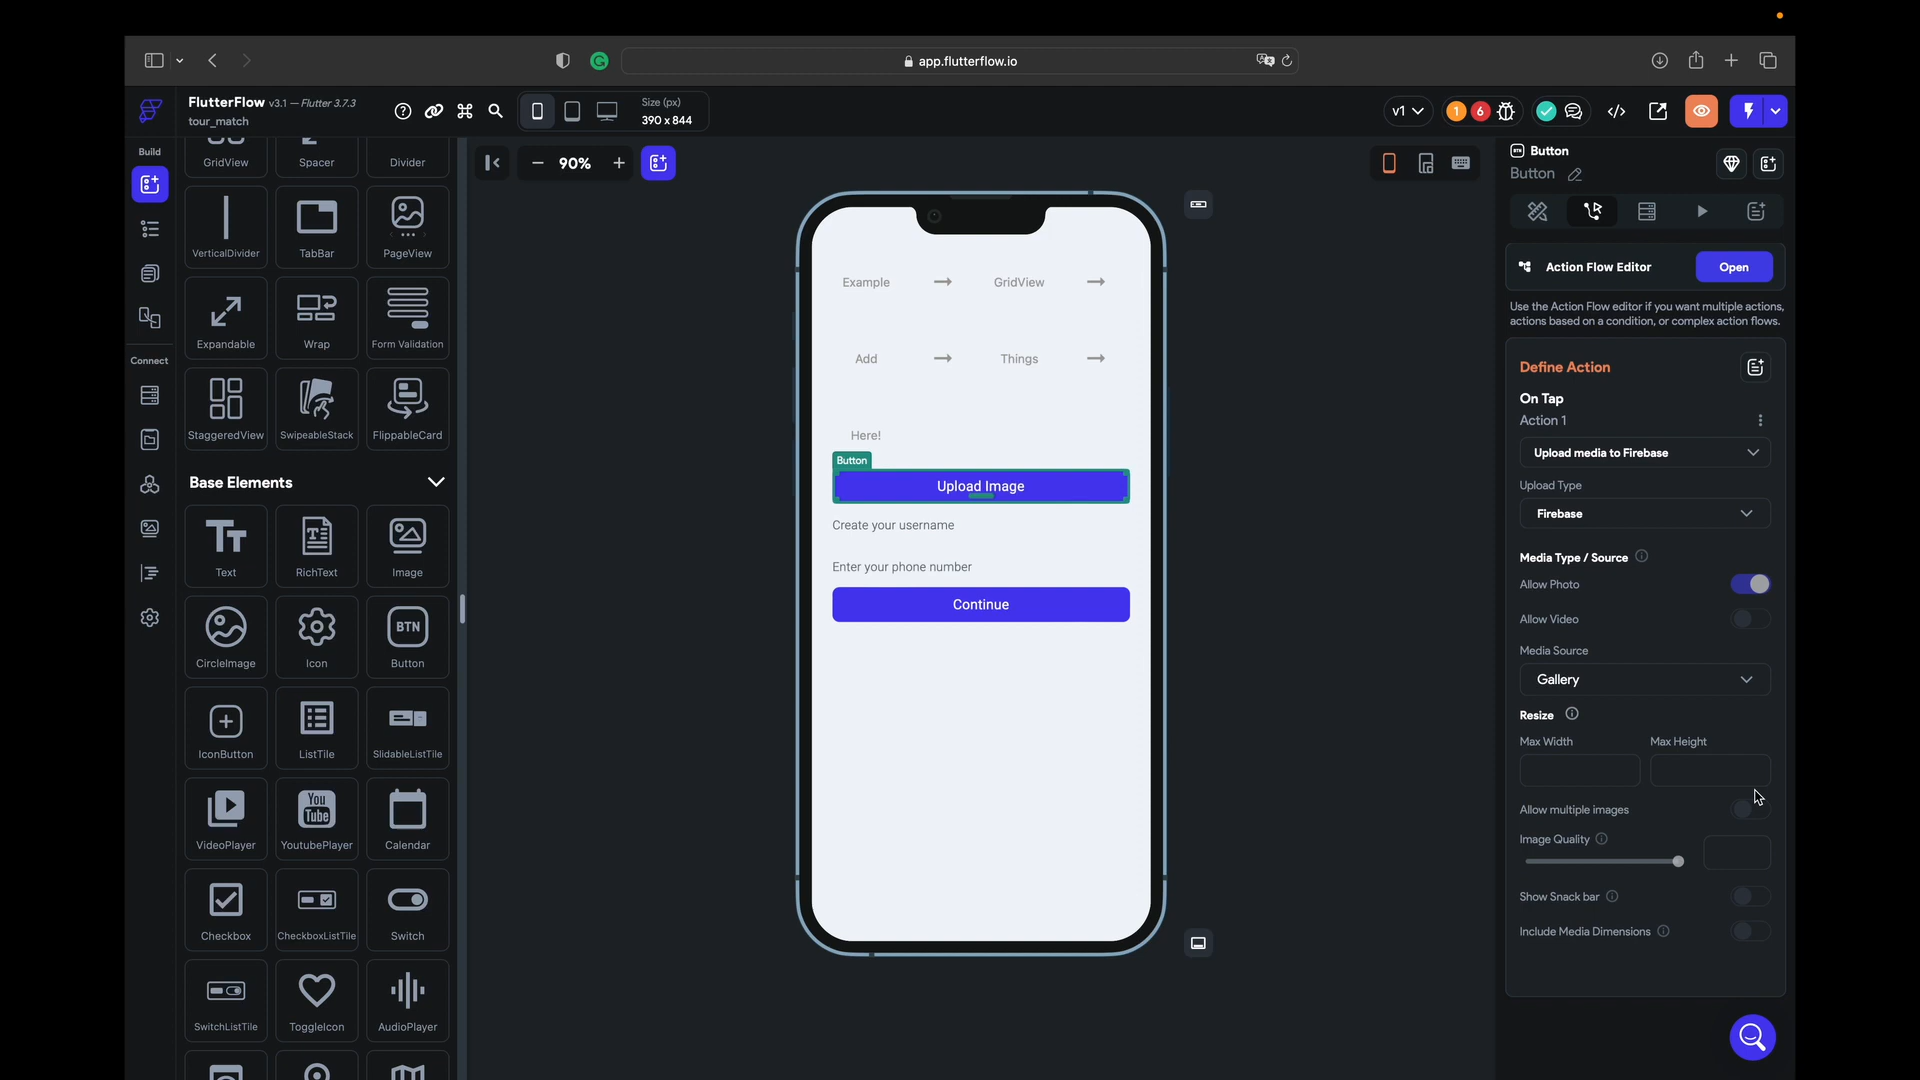 app.flutterflow.io
FlutterFlow v3.1 — Flutter 3.7.3
tour_match
Size (px)
390 x 844
v1
1
6
Build
Connect
GridView
Spacer
Divider
VerticalDivider
TabBar
PageView
Expandable
Wrap
Form Validation
StaggeredView
SwipeableStack
FlippableCard
Base Elements
Text
RichText
Image
CircleImage
Icon
BTN
Button
IconButton
ListTile
SlidableListTile
VideoPlayer
You
Tube
YoutubePlayer
Calendar
Checkbox
CheckboxListTile
Switch
SwitchListTile
ToggleIcon
AudioPlayer
90%
Example
GridView
Add
Things
Here!
Button
Upload Image
Create your username
Enter your phone number
Continue
BTN
Button
Button
Action Flow Editor
Open
Use the Action Flow editor if you want multiple actions,
actions based on a condition, or complex action flows.
Define Action
On Tap
Action 1
Upload media to Firebase
Upload Type
Firebase
Media Type / Source
Allow Photo
Allow Video
Media Source
Gallery
Resize
Max Width
Max Height
Allow multiple images
Image Quality
Show Snack bar
Include Media Dimensions